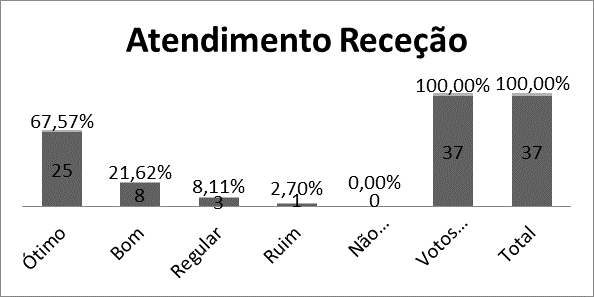 Atendimento Receção
67,57%
21,62%
8,11%
2,70%
0,00%
100,00%
100,00%
25
8
3
1
0
37
37
Ótimo
Bom
Regular
Ruim
Não...
Votos...
Total